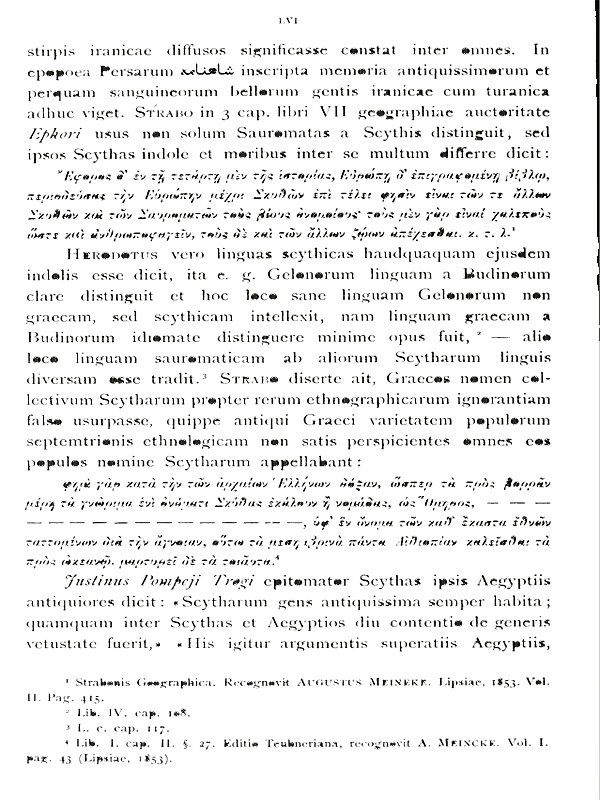 LVI
stirpis iranicae diffusos significasse constat inter omnes. In
epopoea Persarum شاهنامه inscripta memoria antiquissimorum et
perquam sanguineorum bellorum gentis iranicae cum turanica
adhuc viget. STRABO in 3 cap. libri VII geographiae auctoritate
Ephori usus non solum Sauromatas a Scythis distinguit, sed
ipsos Scythas indole et moribus inter se multum differre dicit:
Ἔφορος δ' ἐν τῇ τετάρτῃ μὲν τῆς ἱστορίας, Εὐρώπῃ δ' ἐπιγραφομένῃ βίβλῳ,
περιοδεύσας τὴν Εὐρώπην μέχρι Σκυθῶν ἐπὶ τέλει φησὶν εἶναι τῶν τε ἄλλων
Σκυθῶν καὶ τῶν Σαυροματῶν τοὺς βίους ἀνομοίους· τοὺς μὲν γὰρ εἶναι χαλεποὺς
ὥστε καὶ ἀνθρωποφαγεῖν, τοὺς δὲ καὶ τῶν ἄλλων ζῴων ἀπέχεσθαι. κ. τ. λ.¹
HERODOTUS vero linguas scythicas haudquaquam ejusdem
indolis esse dicit, ita e. g. Gelonorum linguam a Budinorum
clare distinguit et hoc loco sane linguam Gelonorum non
graecam, sed scythicam intellexit, nam linguam graecam a
Budinorum idiomate distinguere minime opus fuit, ² — alio
loco linguam sauromaticam ab aliorum Scytharum linguis
diversam esse tradit.³ STRABO diserte ait, Graecos nomen col-
lectivum Scytharum propter rerum ethnographicarum ignorantiam
falso usurpasse, quippe antiqui Graeci varietatem populorum
septemtrionis ethnologicam non satis perspicientes omnes eos
populos nomine Scytharum appellabant:
φημὶ γὰρ κατὰ τὴν τῶν ἀρχαίων Ἑλλήνων δόξαν, ὥσπερ τὰ πρὸς βορρᾶν
μέρη τὰ γνώριμα ἑνὶ ὀνόματι Σκύθας ἐκάλουν ἢ νομάδας, ὡς Ὅμηρος, — — —
— — — — — — — — — — — — — —, ὑφ' ἓν ὄνομα τῶν καθ' ἕκαστα ἐθνῶν
ταττομένων διὰ τὴν ἄγνοιαν, οὕτω τὰ μεσημβρινὰ πάντα Αἰθιοπίαν καλεῖσθαι τὰ
πρὸς ὠκεανῷ. μαρτυρεῖ δὲ τὰ τοιαῦτα.⁴
Justinus Pompeji Trogi epitomator Scythas ipsis Aegyptiis
antiquiores dicit: «Scytharum gens antiquissima semper habita;
quamquam inter Scythas et Aegyptios diu contentio de generis
vetustate fuerit,» «His igitur argumentis superatiis Aegyptiis,
¹ Strabonis Geographica. Recognovit AUGUSTUS MEINEKE. Lipsiae, 1853. Vol.
II. Pag. 415.
² Lib. IV. cap. 108.
³ L. c. cap. 117.
⁴ Lib. I. cap. II. §. 27. Editio Teubneriana, recognovit A. MEINCKE. Vol. I.
pag. 43 (Lipsiae, 1853).